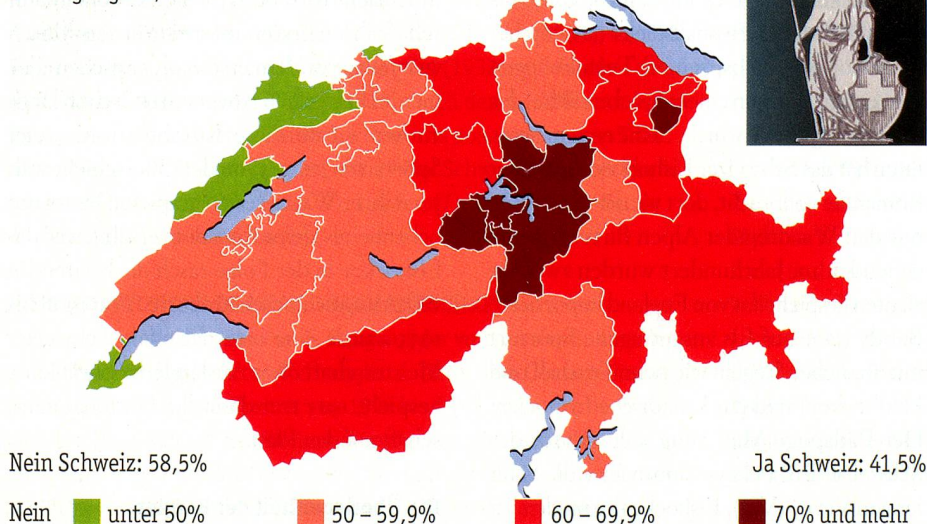 Nein Schweiz: 58,5%
Ja Schweiz: 41,5%
Nein unter 50% 50 – 59,9% 60 – 69,9% 70% und mehr